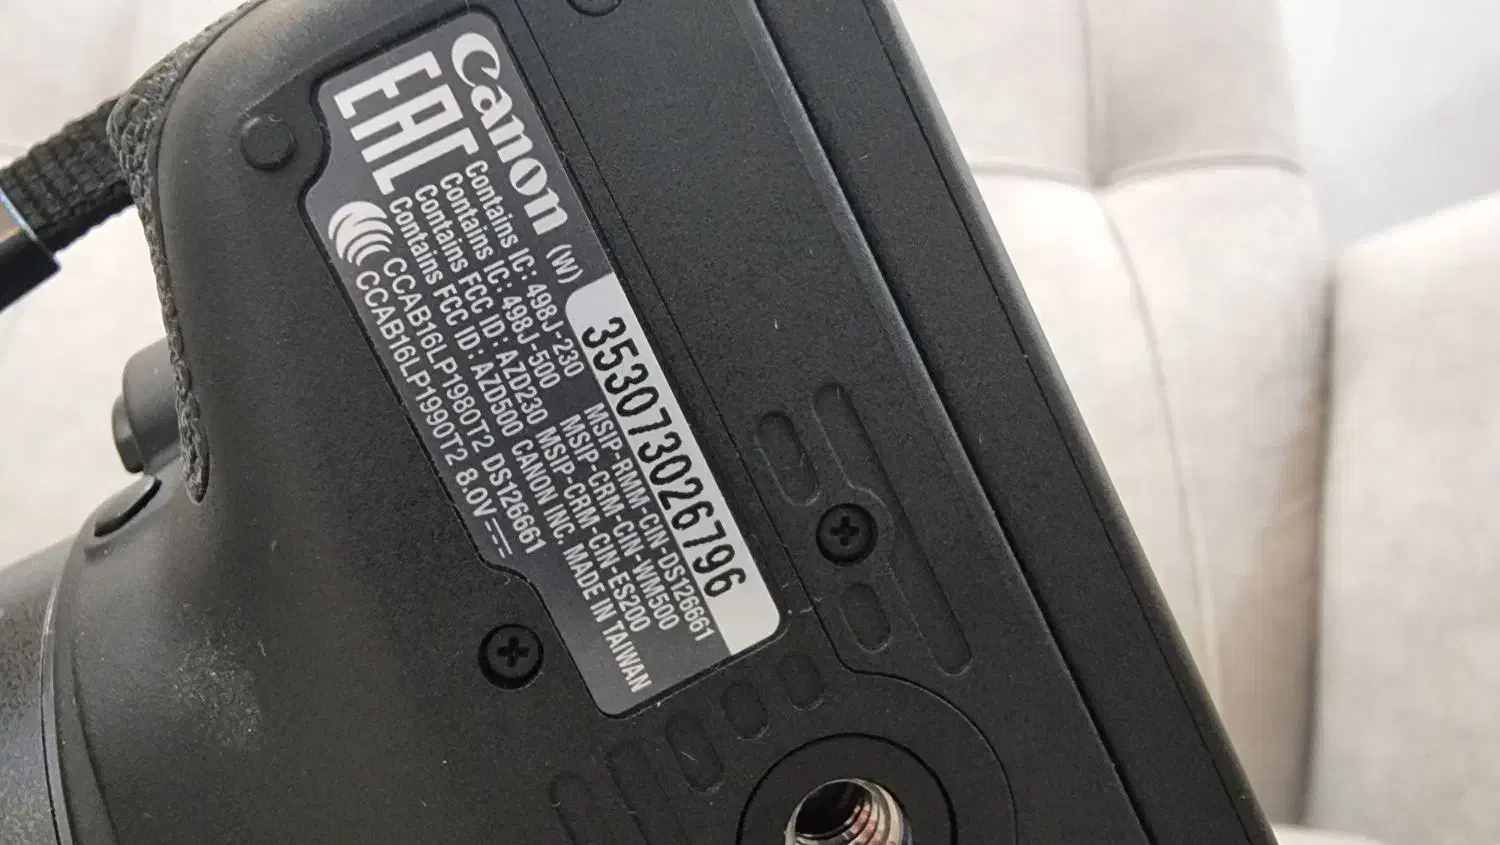 Canon (W)
353073026796
EAC
Contains IC: 498J-230 MSIP-RMM-CIN-DS126661
Contains IC: 498J-500 MSIP-CRM-CIN-WM500
Contains FCC ID: AZD230 MSIP-CRM-CIN-ES200
Contains FCC ID: AZD500 CANON INC. MADE IN TAIWAN
CCAB16LP1980T2 DS126661
CCAB16LP1990T2 8.0V